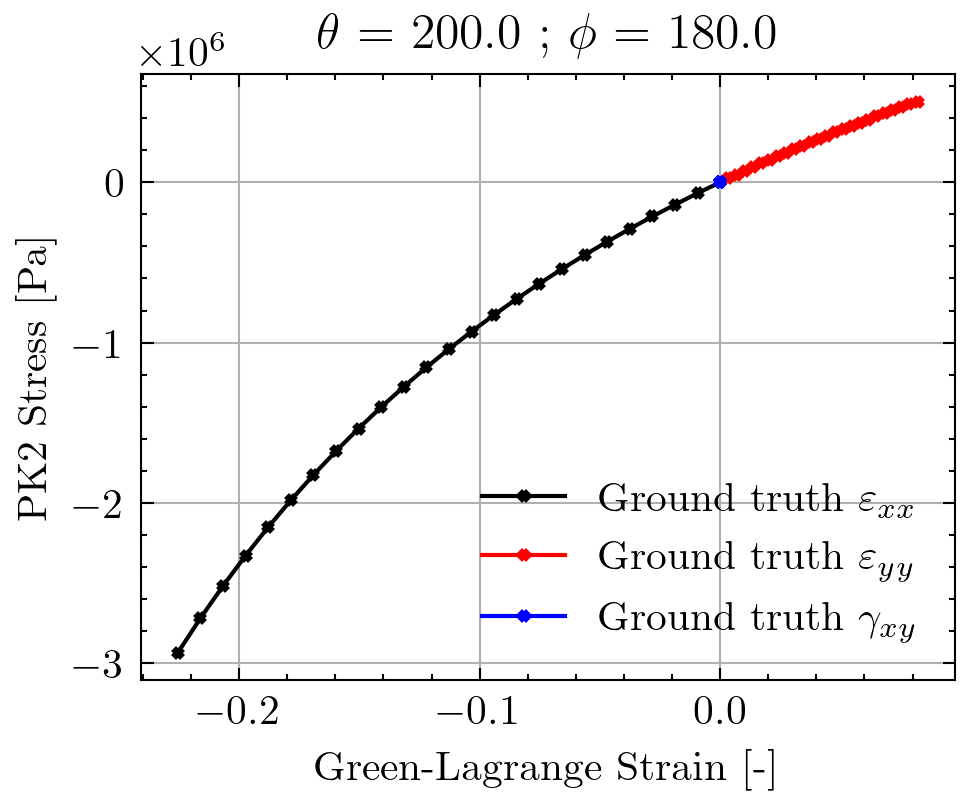 θ = 200.0 ; ϕ = 180.0
×10⁶
0
−1
−2
−3
PK2 Stress [Pa]
Ground truth εxx
Ground truth εyy
Ground truth γxy
−0.2
−0.1
0.0
Green-Lagrange Strain [-]